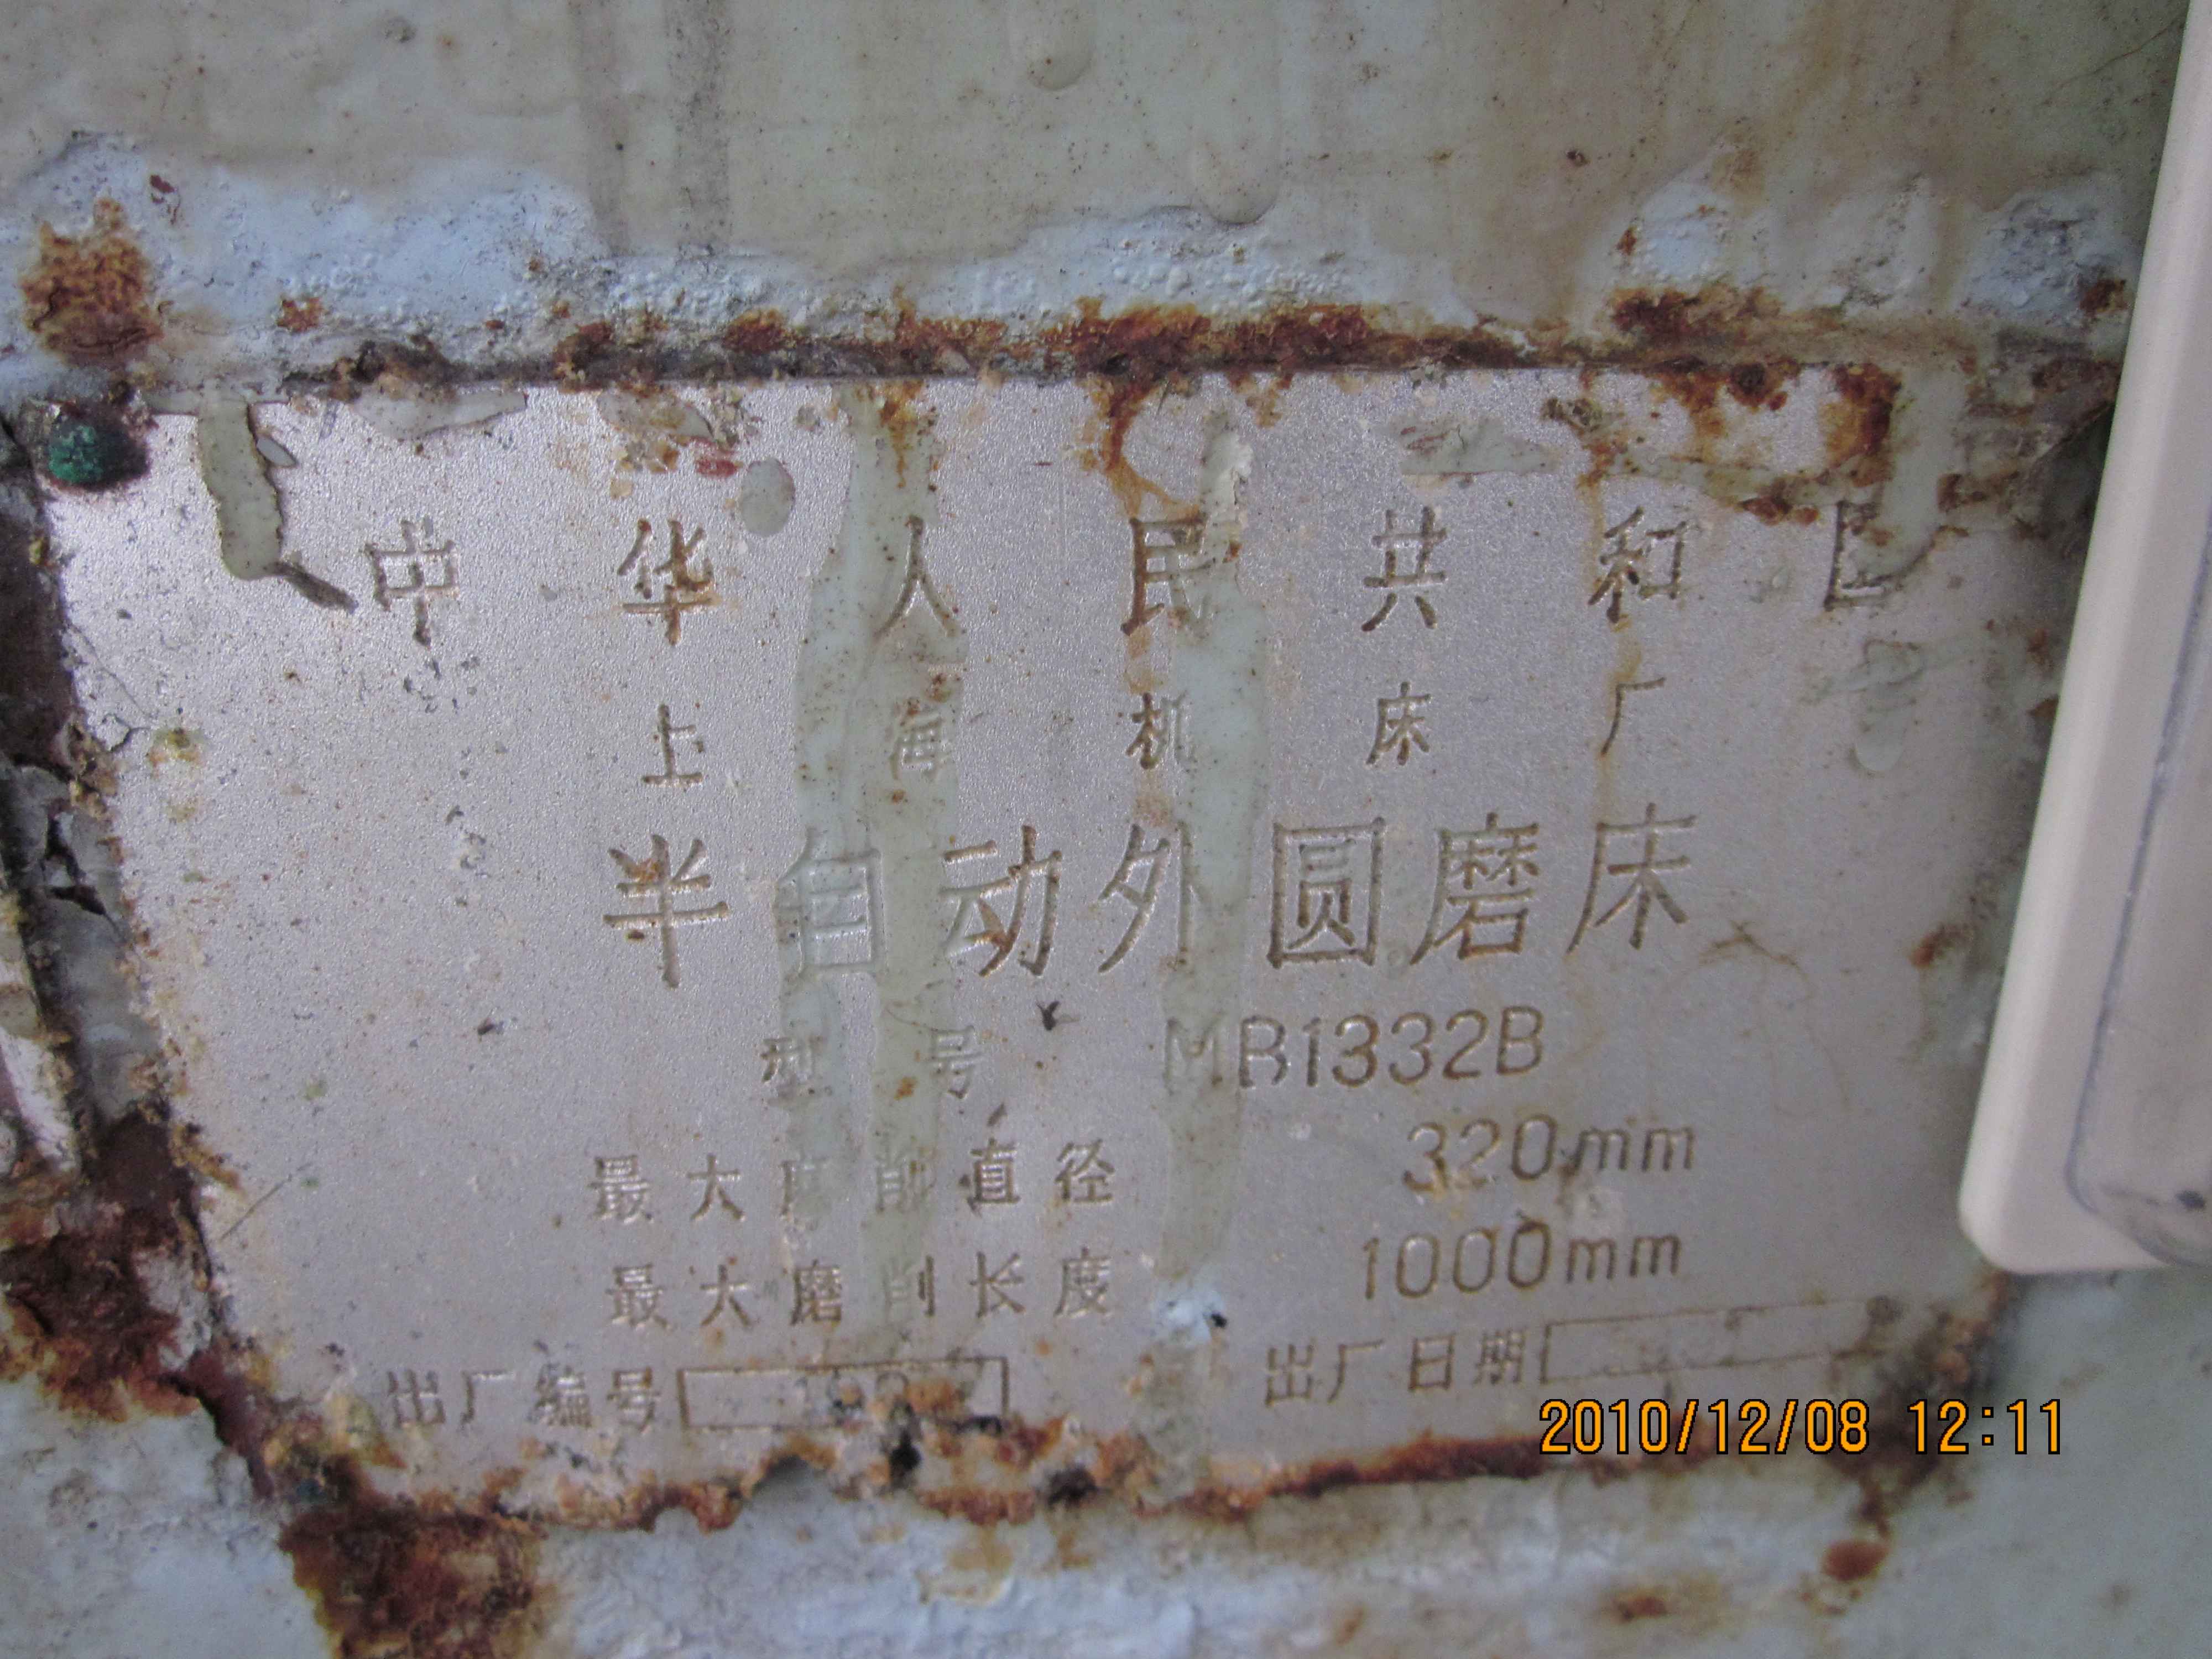 中华人民共和国
上海机床厂
半自动外圆磨床
型号 MB1332B
最大磨削直径 320mm
最大磨削长度 1000mm
出厂编号 出厂日期
2010/12/08 12:11